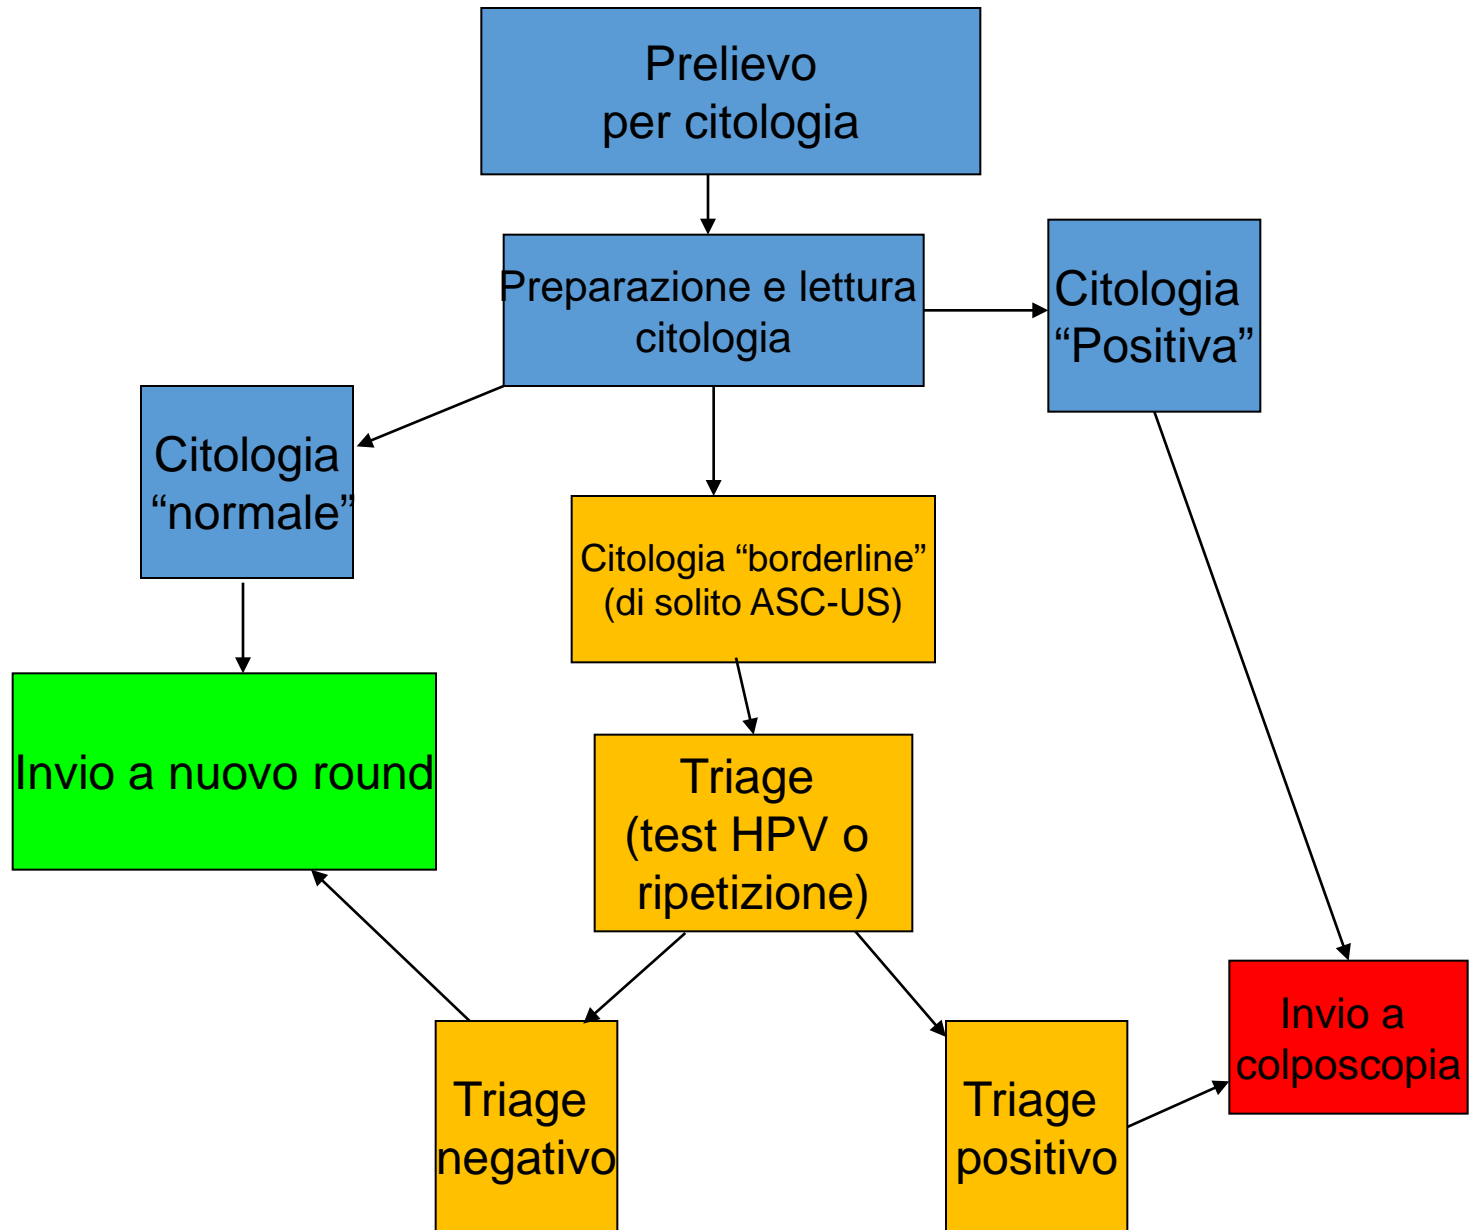 Prelievo
per citologia
Preparazione e lettura
citologia
Citologia
“Positiva”
Citologia
“normale”
Citologia “borderline”
(di solito ASC-US)
Invio a nuovo round
Triage
(test HPV o
ripetizione)
Invio a
colposcopia
Triage
negativo
Triage
positivo